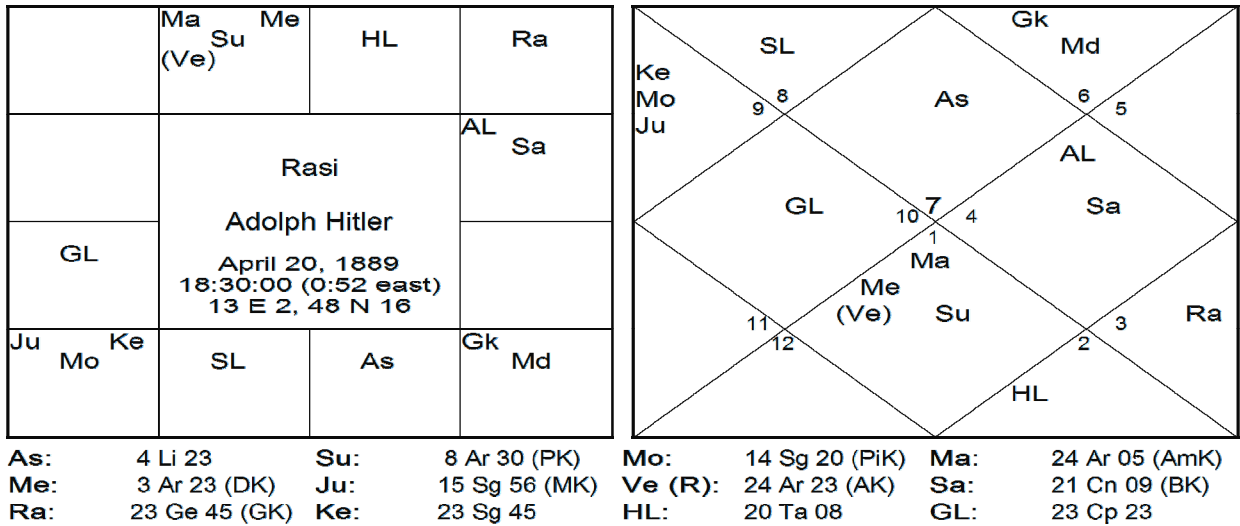 Ma Me
Su
(Ve)
HL
Ra
AL
Sa
GL
Rasi
Adolph Hitler
April 20, 1889
18:30:00 (0:52 east)
13 E 2, 48 N 16
Ju Ke
Mo
SL
As
Gk
Md
SL
Gk
Md
Ke
Mo
Ju
9 8
As
6 5
AL
GL
10 7 4
Sa
1
Ma
Me
(Ve) Su
11
12
3
2
Ra
HL
As: 4 Li 23 Su: 8 Ar 30 (PK) Mo: 14 Sg 20 (PiK) Ma: 24 Ar 05 (AmK)
Me: 3 Ar 23 (DK) Ju: 15 Sg 56 (MK) Ve (R): 24 Ar 23 (AK) Sa: 21 Cn 09 (BK)
Ra: 23 Ge 45 (GK) Ke: 23 Sg 45 HL: 20 Ta 08 GL: 23 Cp 23